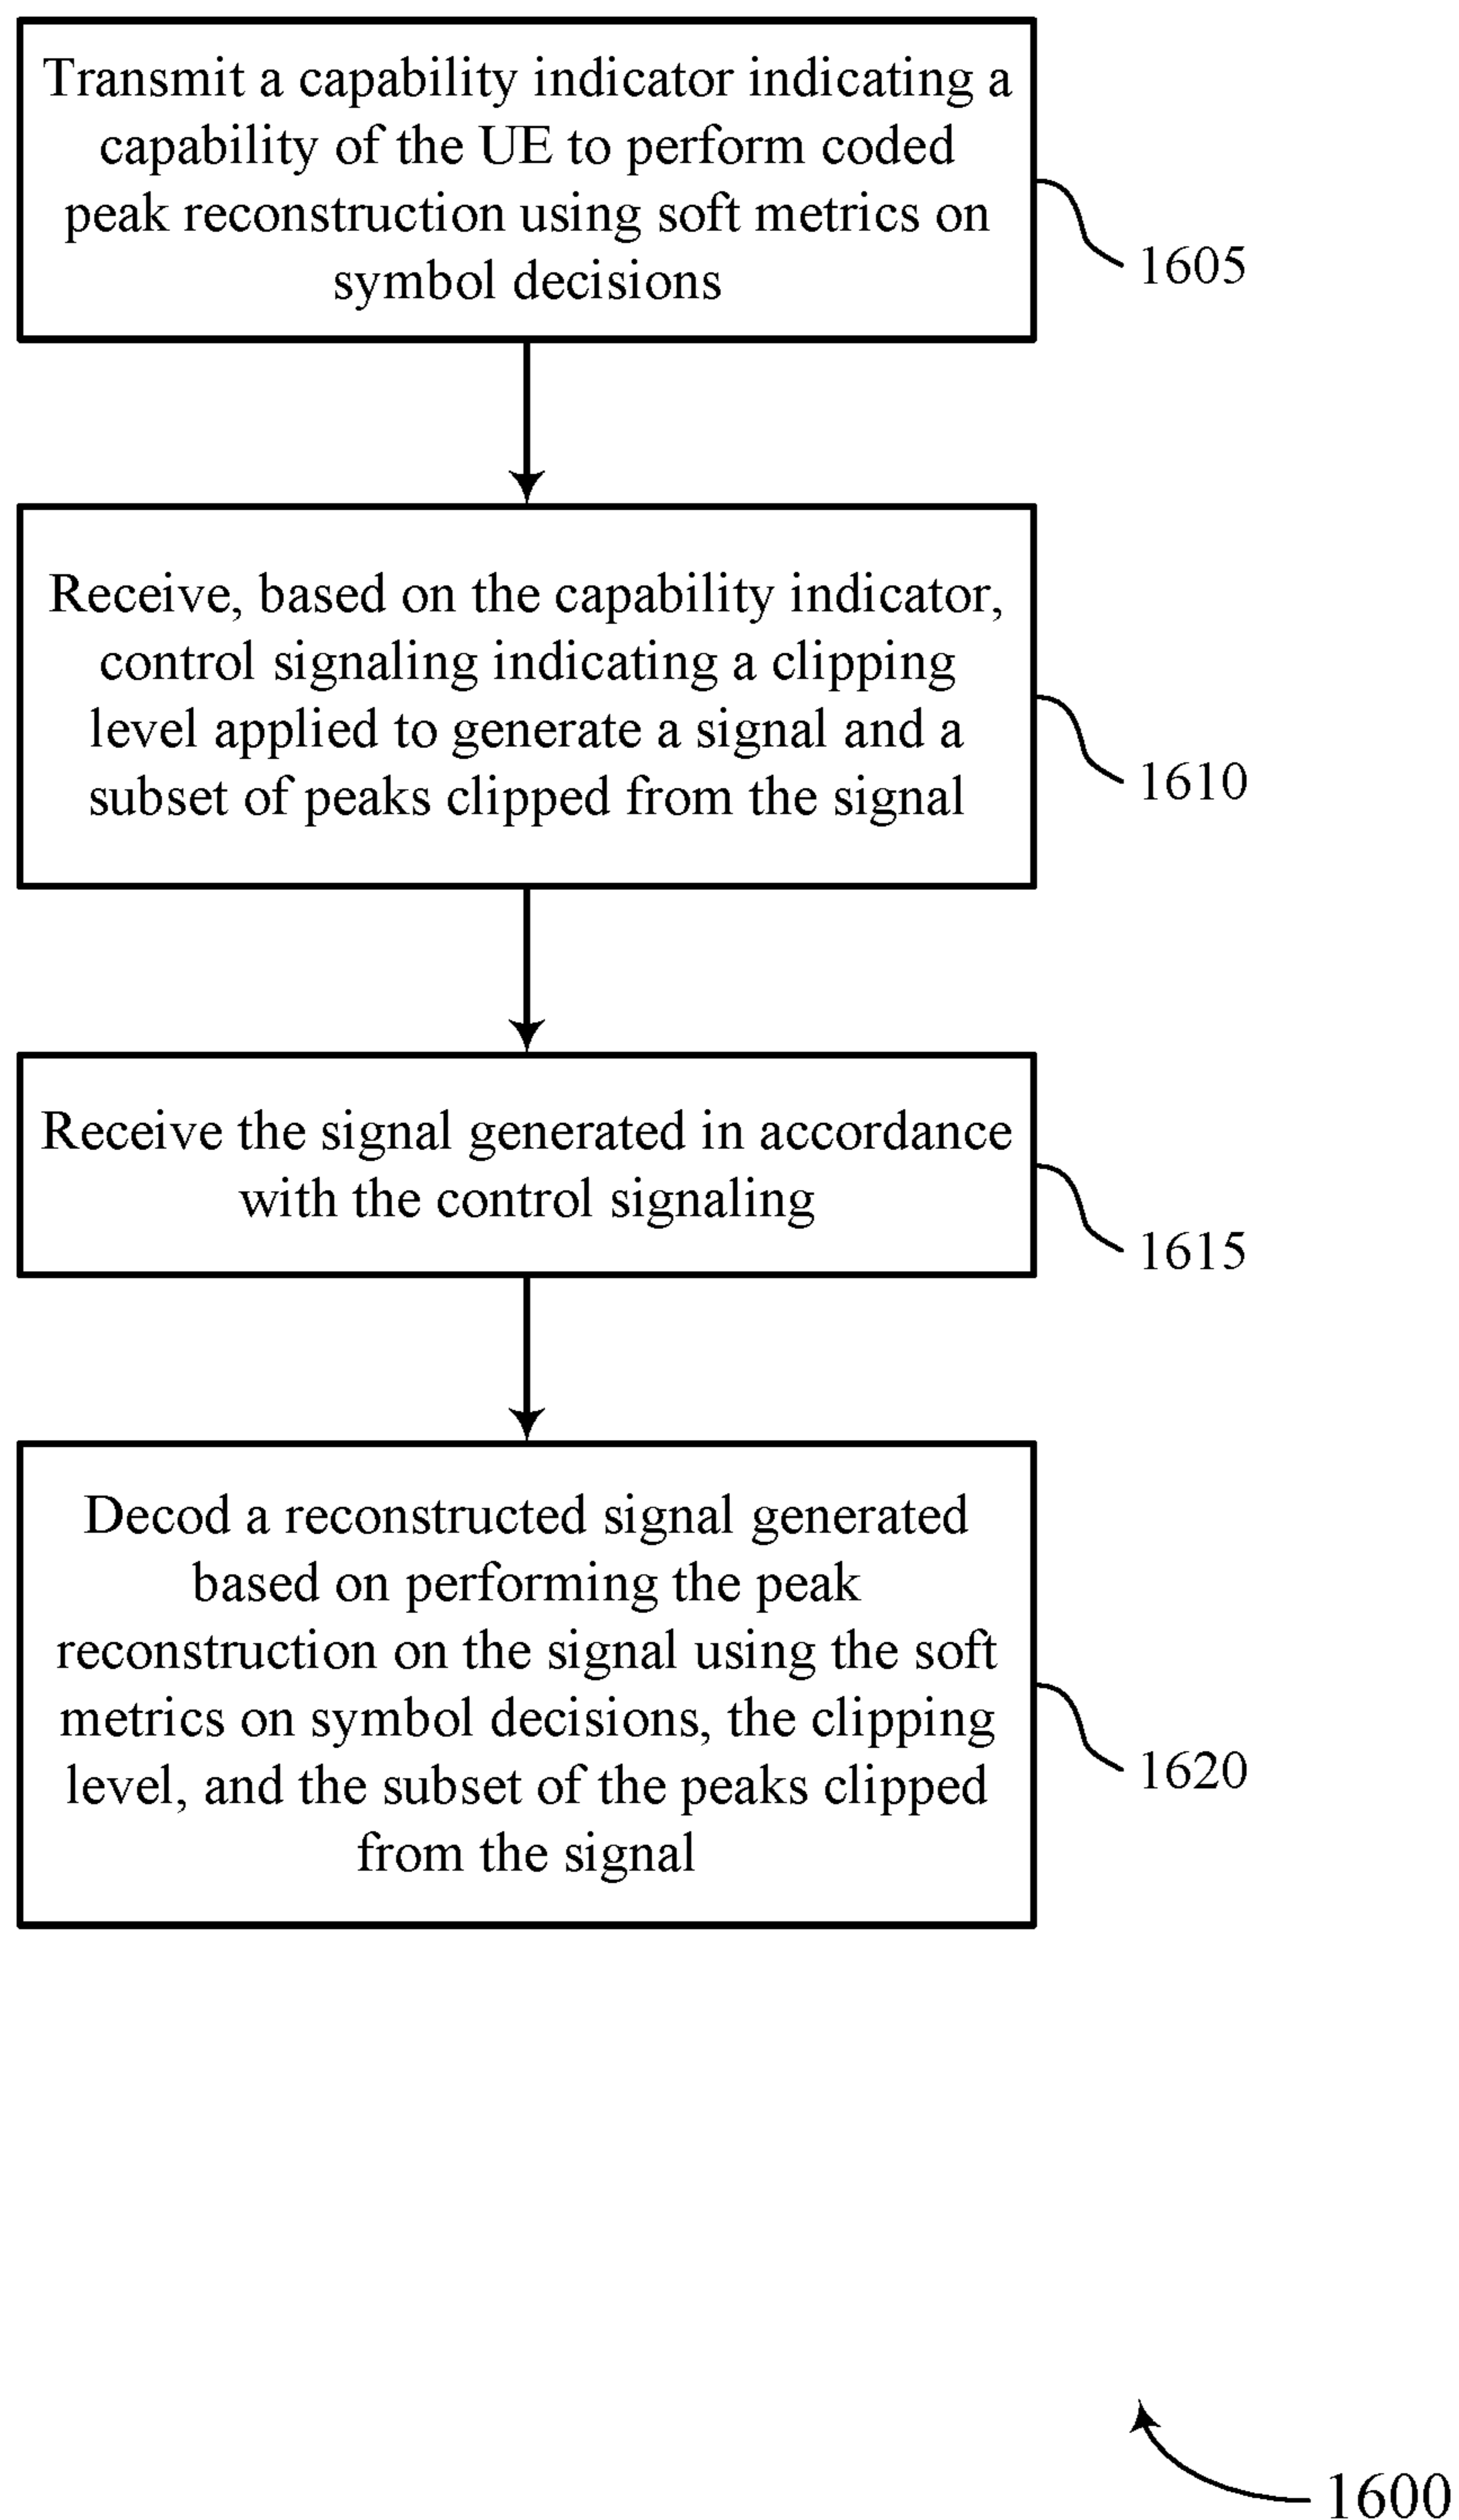 Transmit a capability indicator indicating a
capability of the UE to perform coded
peak reconstruction using soft metrics on
symbol decisions
1605
Receive, based on the capability indicator,
control signaling indicating a clipping
level applied to generate a signal and a
subset of peaks clipped from the signal
1610
Receive the signal generated in accordance
with the control signaling
1615
Decod a reconstructed signal generated
based on performing the peak
reconstruction on the signal using the soft
metrics on symbol decisions, the clipping
level, and the subset of the peaks clipped
from the signal
1620
1600